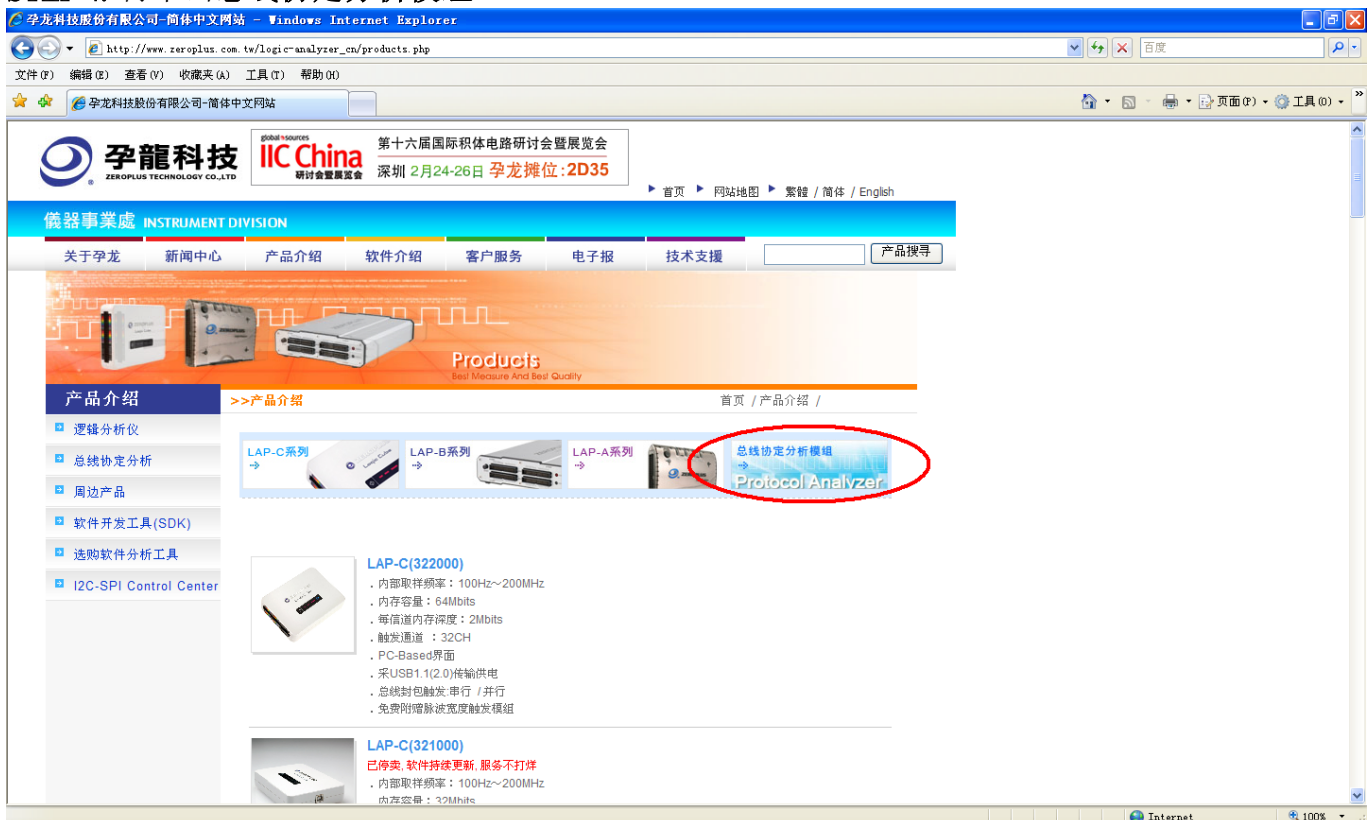 孕龙科技股份有限公司-简体中文网站 - Windows Internet Explorer
http://www.zeroplus.com.tw/logic-analyzer_cn/products.php
百度
文件(F) 编辑(E) 查看(V) 收藏夹(A) 工具(T) 帮助(H)
孕龙科技股份有限公司-简体中文网站
页面(P) 工具(O)
孕龍科技
ZEROPLUS TECHNOLOGY CO.,LTD
global sources
IIC China
研讨会暨展览会
第十六届国际积体电路研讨会暨展览会
深圳 2月24-26日 孕龙摊位:2D35
首页 网站地图 繁體 / 简体 / English
儀器事業處 INSTRUMENT DIVISION
关于孕龙 新闻中心 产品介绍 软件介绍 客户服务 电子报 技术支援 产品搜寻
Products
Best Measure And Best Quality
产品介绍
>>产品介绍
首页 / 产品介绍 /
逻辑分析仪
总线协定分析
周边产品
软件开发工具(SDK)
选购软件分析工具
I2C-SPI Control Center
LAP-C系列
LAP-B系列
LAP-A系列
总线协定分析模组
Protocol Analyzer
LAP-C(322000)
. 内部取样频率：100Hz～200MHz
. 内存容量：64Mbits
. 每信道内存深度：2Mbits
. 触发通道 ：32CH
. PC-Based界面
. 采USB1.1(2.0)传输供电
. 总线封包触发:串行 / 并行
. 免费附赠脉波宽度触发模组
LAP-C(321000)
已停卖, 软件持续更新, 服务不打烊
. 内部取样频率：100Hz～200MHz
. 内存容量：32Mbits
Internet 100%